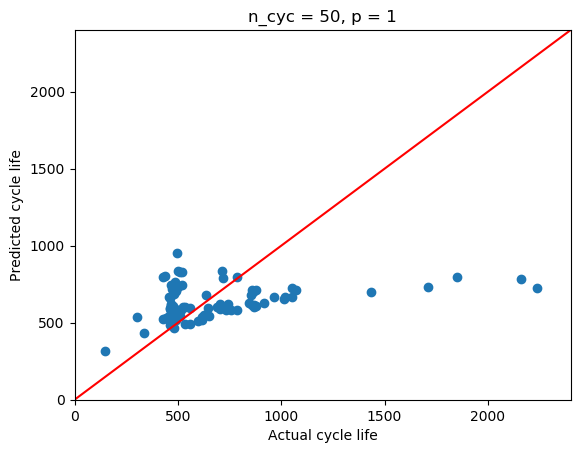 n_cyc = 50, p = 1
Predicted cycle life
2000
1500
1000
500
0
0 500 1000 1500 2000
Actual cycle life